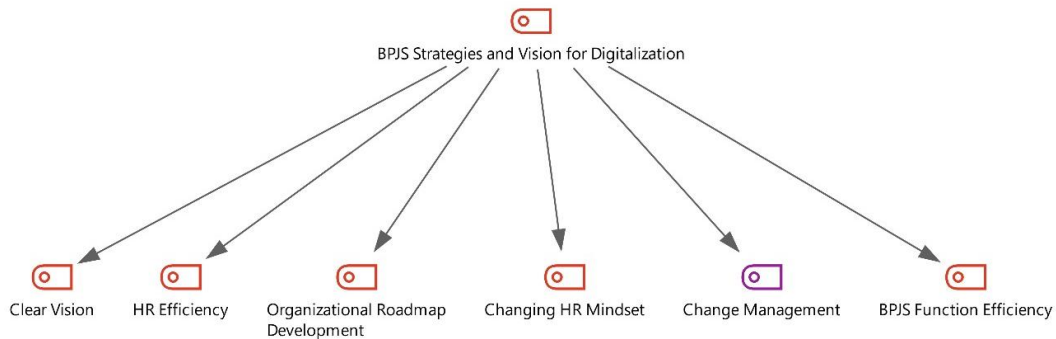 BPJS Strategies and Vision for Digitalization
Clear Vision
HR Efficiency
Organizational Roadmap
Development
Changing HR Mindset
Change Management
BPJS Function Efficiency